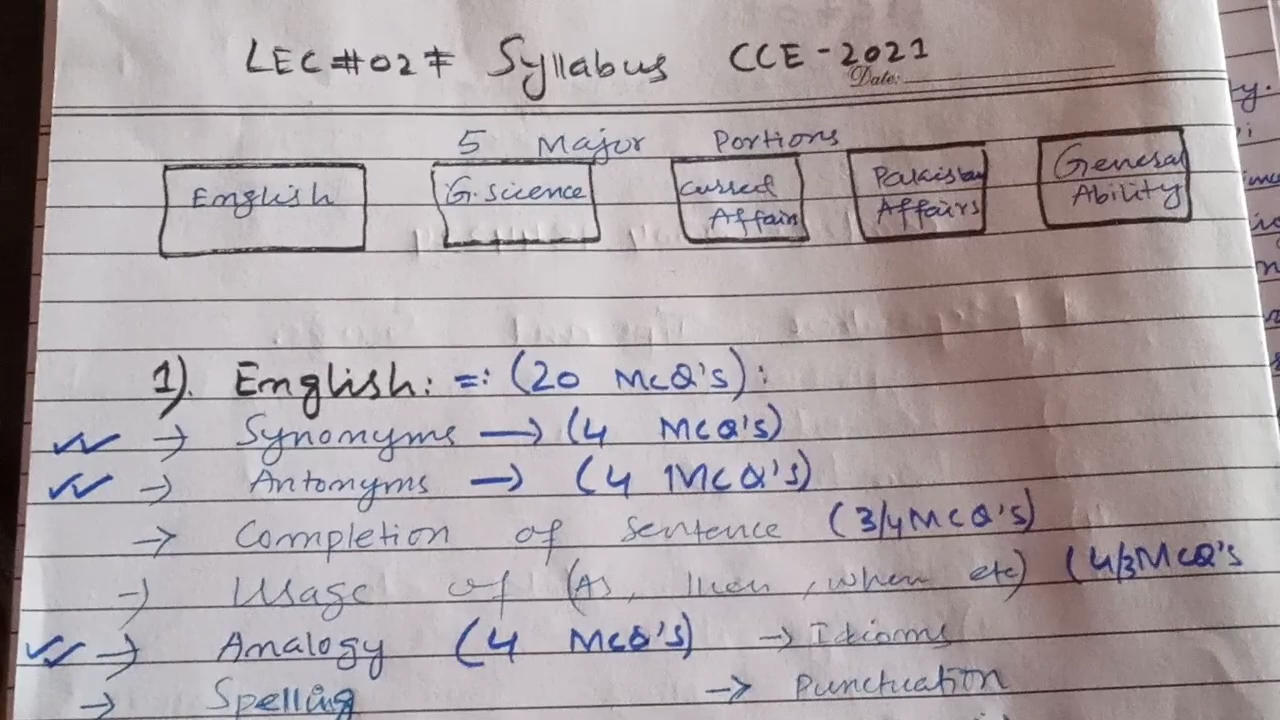 LEC #02 Syllabus CCE - 2021
Date:
5 Major Portions
English
G. science
Current Affair
Pakistan Affairs
General Ability
1). English: =: (20 McQ's):
→ Synonyms → (4 McQ's)
→ Antonyms → (4 McQ's)
→ Completion of sentence (3/4 McQ's)
→ Usage of (As, then, when etc) (4/3 McQ's
→ Analogy (4 McQ's) → Idioms
→ Spelling → Punctuation